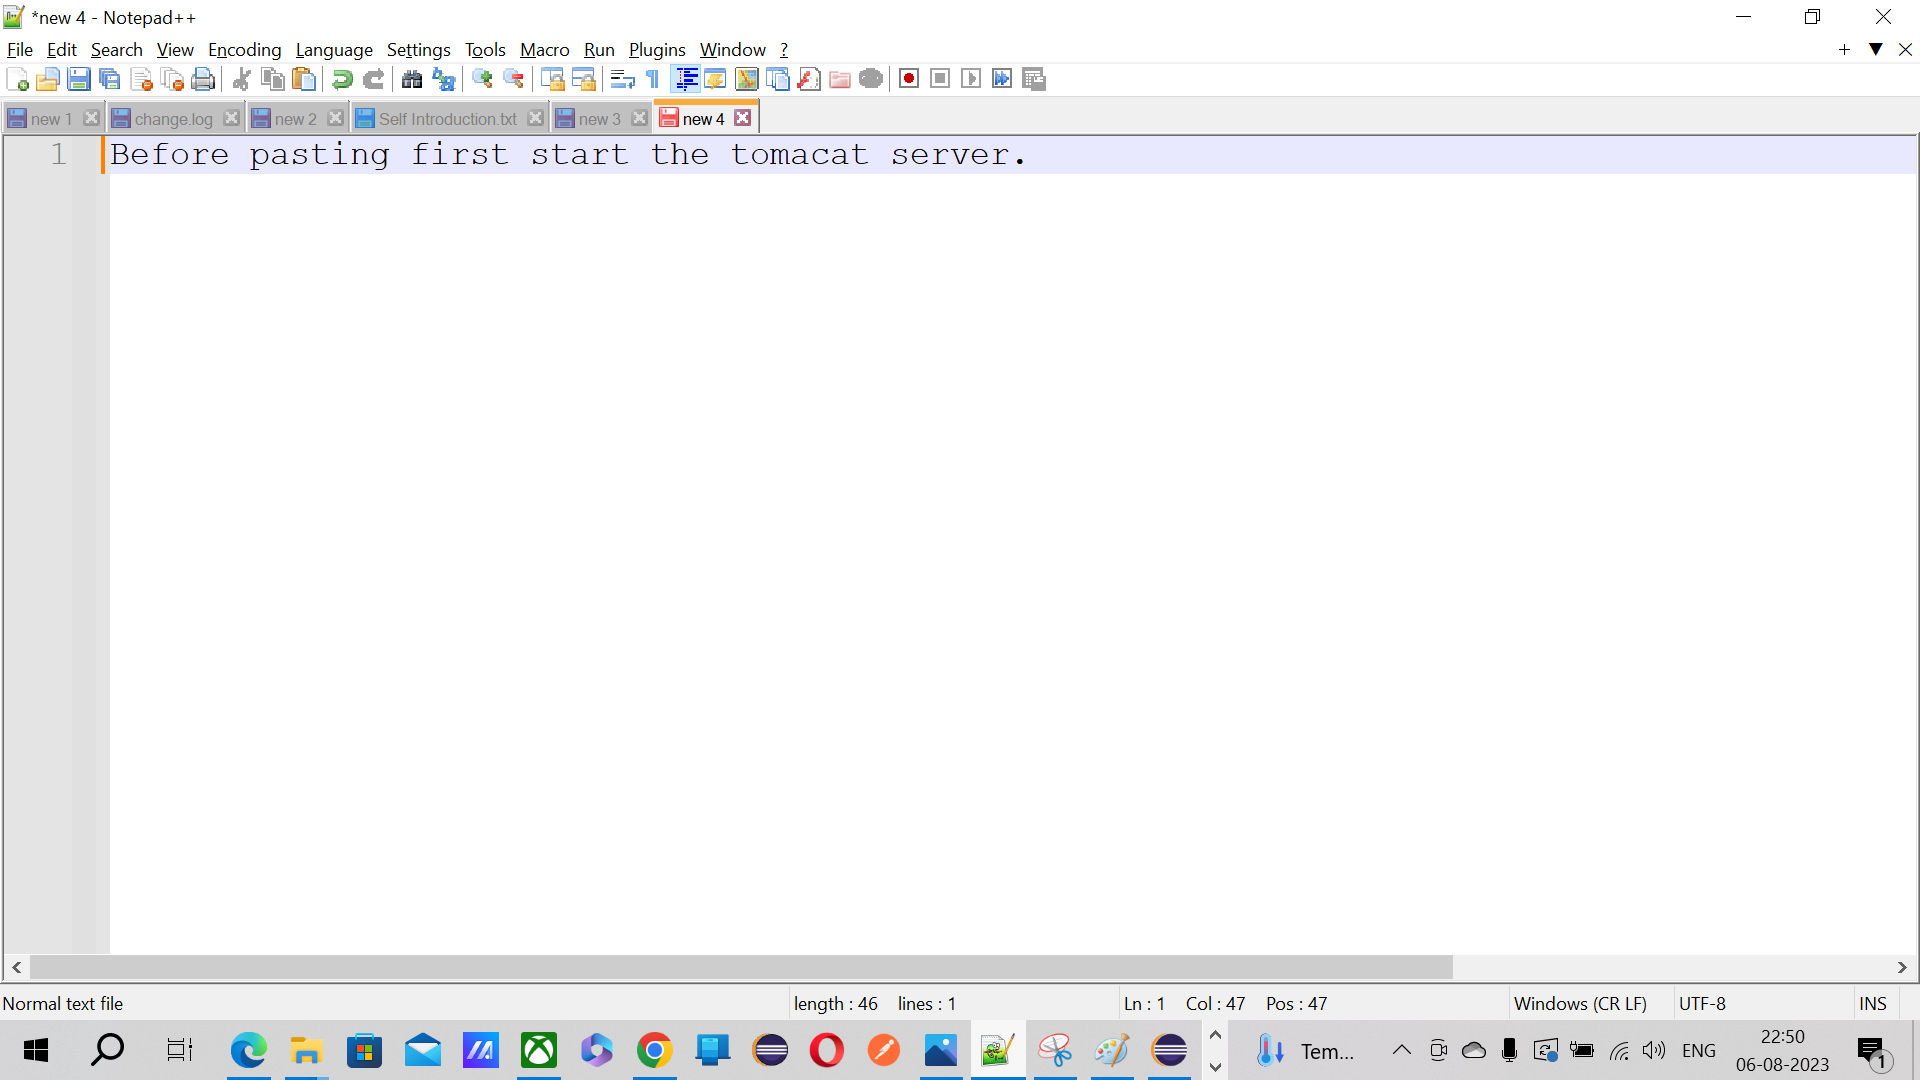 *new 4 - Notepad++
File Edit Search View Encoding Language Settings Tools Macro Run Plugins Window ?
new 1 change.log new 2 Self Introduction.txt new 3 new 4
1 Before pasting first start the tomacat server.
Normal text file length : 46 lines : 1 Ln : 1 Col : 47 Pos : 47 Windows (CR LF) UTF-8 INS
Tem... ENG 22:50
06-08-2023 1